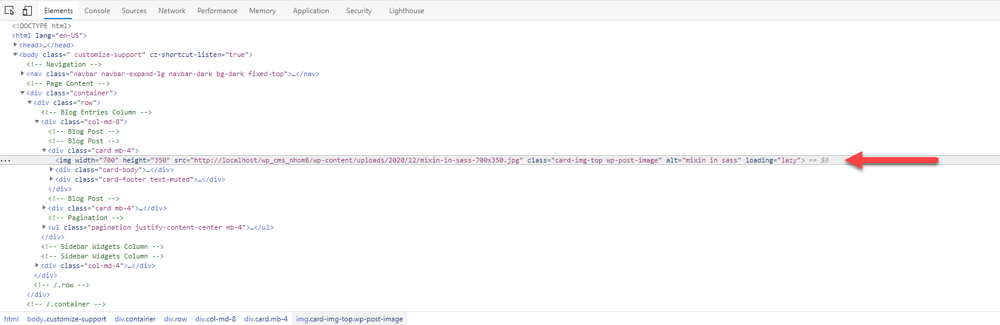 Elements Console Sources Network Performance Memory Application Security Lighthouse
<!DOCTYPE html>
<html lang="en-US">
<head>…</head>
<body class=" customize-support" cz-shortcut-listen="true">
<!-- Navigation -->
<nav class="navbar navbar-expand-lg navbar-dark bg-dark fixed-top">…</nav>
<!-- Page Content -->
<div class="container">
<div class="row">
<!-- Blog Entries Column -->
<div class="col-md-8">
<!-- Blog Post -->
<!-- Blog Post -->
<div class="card mb-4">
... <img width="700" height="350" src="http://localhost/wp_cms_nhom8/wp-content/uploads/2020/12/mixin-in-sass-700x350.jpg" class="card-img-top wp-post-image" alt="mixin in sass" loading="lazy"> == $0
<div class="card-body">…</div>
<div class="card-footer text-muted">…</div>
</div>
<!-- Blog Post -->
<div class="card mb-4">…</div>
<!-- Pagination -->
<ul class="pagination justify-content-center mb-4">…</ul>
</div>
<!-- Sidebar Widgets Column -->
<!-- Sidebar Widgets Column -->
<div class="col-md-4">…</div>
</div>
<!-- /.row -->
</div>
<!-- /.container -->
html body..customize-support div.container div.row div.col-md-8 div.card.mb-4 img.card-img-top.wp-post-image